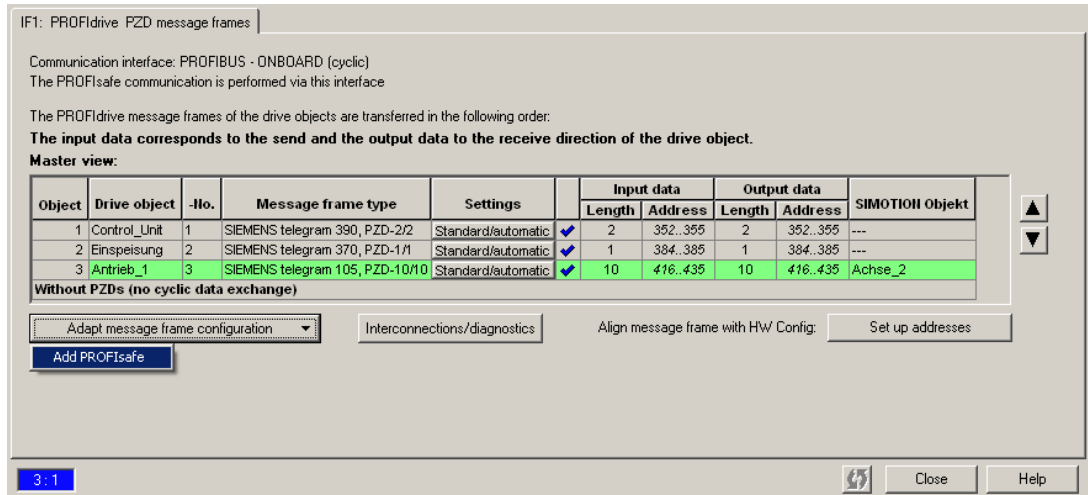 IF1: PROFIdrive PZD message frames
Communication interface: PROFIBUS - ONBOARD (cyclic)
The PROFIsafe communication is performed via this interface
The PROFIdrive message frames of the drive objects are transferred in the following order:
The input data corresponds to the send and the output data to the receive direction of the drive object.
Master view:
Object Drive object -No. Message frame type Settings Input data Output data SIMOTION Objekt
Length Address Length Address
1 Control_Unit 1 SIEMENS telegram 390, PZD-2/2 Standard/automatic 2 352..355 2 352..355 ---
2 Einspeisung 2 SIEMENS telegram 370, PZD-1/1 Standard/automatic 1 384..385 1 384..385 ---
3 Antrieb_1 3 SIEMENS telegram 105, PZD-10/10 Standard/automatic 10 416..435 10 416..435 Achse_2
Without PZDs (no cyclic data exchange)
Adapt message frame configuration Interconnections/diagnostics Align message frame with HW Config: Set up addresses
Add PROFIsafe
3 : 1 Close Help